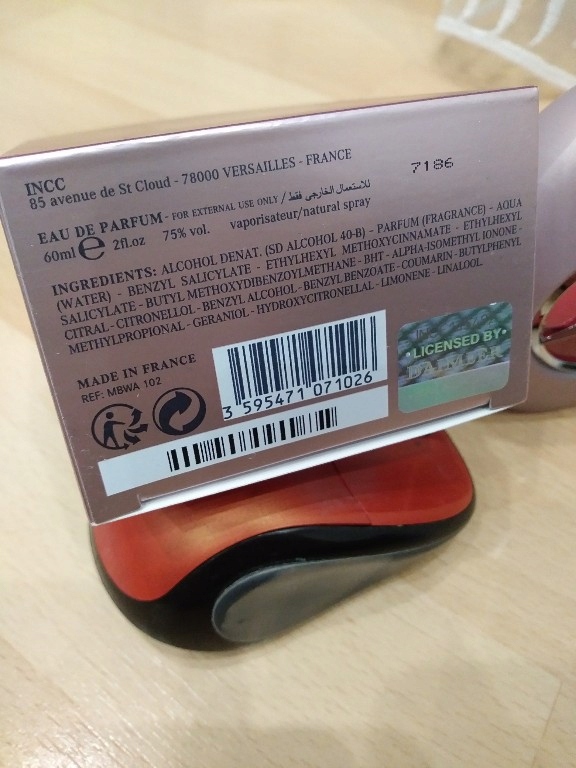 INCC
85 avenue de St Cloud - 78000 VERSAILLES - FRANCE
7186
EAU DE PARFUM - FOR EXTERNAL USE ONLY / للاستعمال الخارجي فقط
60ml e 2fl.oz 75% vol. vaporisateur/natural spray
INGREDIENTS: ALCOHOL DENAT. (SD ALCOHOL 40-B) - PARFUM (FRAGRANCE) - AQUA
(WATER) - BENZYL SALICYLATE - ETHYLHEXYL METHOXYCINNAMATE - ETHYLHEXYL
SALICYLATE - BUTYL METHOXYDIBENZOYLMETHANE - BHT - ALPHA-ISOMETHYL IONONE -
CITRAL - CITRONELLOL - BENZYL ALCOHOL - BENZYL BENZOATE - COUMARIN - BUTYLPHENYL
METHYLPROPIONAL - GERANIOL - HYDROXYCITRONELLAL - LIMONENE - LINALOOL.
MADE IN FRANCE
REF: MBWA 102
3 595471 071026
•LICENSED BY•
DAIMLER